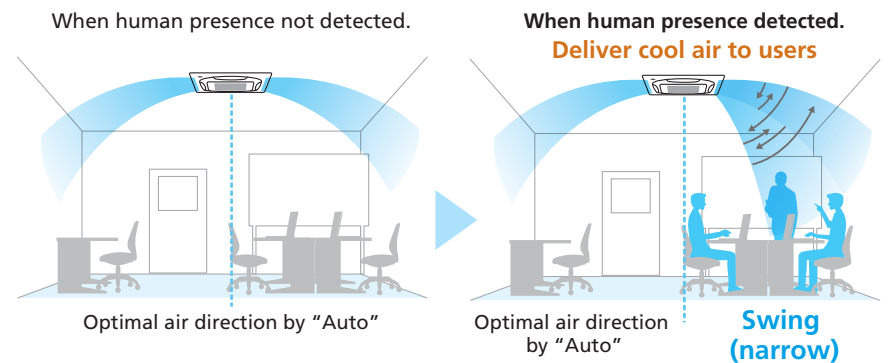 When human presence not detected.
Optimal air direction by “Auto”
When human presence detected.
Deliver cool air to users
Optimal air direction
by “Auto”
Swing
(narrow)